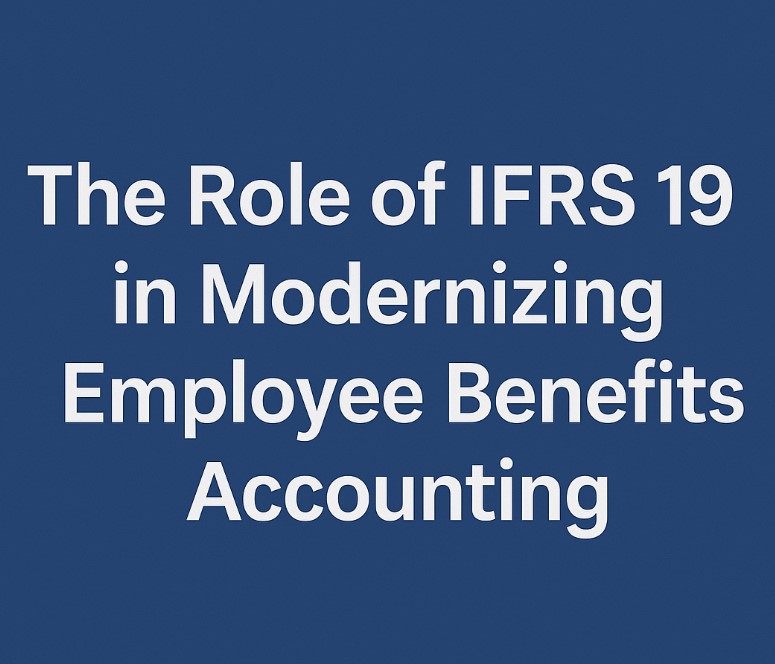 The Role of IFRS 19
in Modernizing
Employee Benefits
Accounting